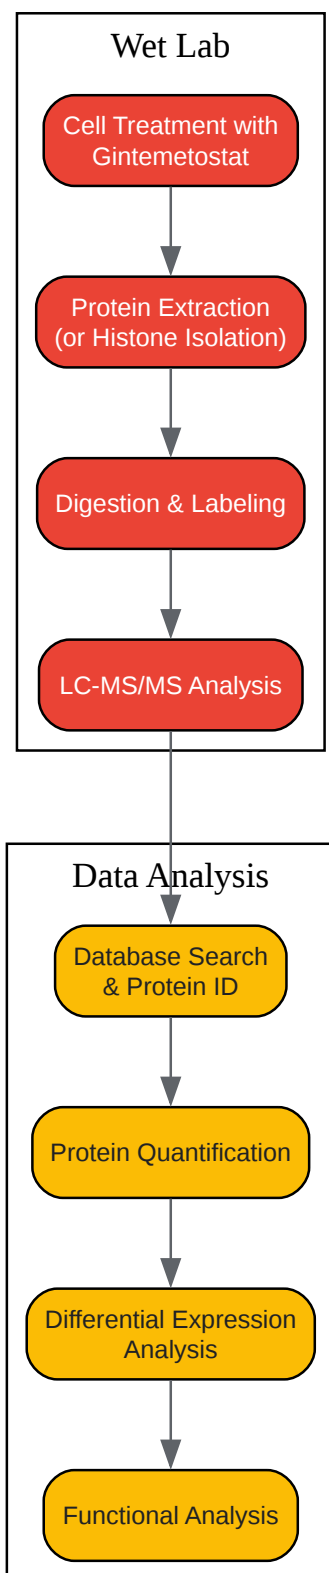 Wet Lab
Cell Treatment with
Gintemetostat
Protein Extraction
(or Histone Isolation)
Digestion & Labeling
LC-MS/MS Analysis
Data Analysis
Database Search
& Protein ID
Protein Quantification
Differential Expression
Analysis
Functional Analysis